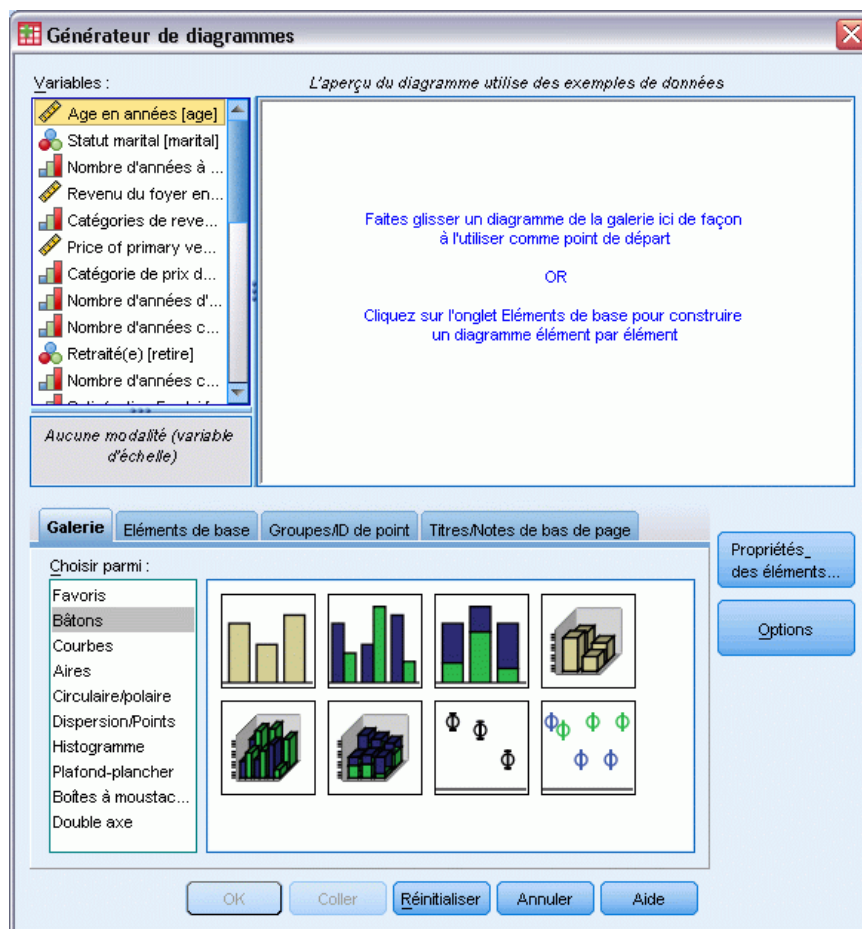 Générateur de diagrammes
Variables :
L'aperçu du diagramme utilise des exemples de données
Age en années [age]
Statut marital [marital]
Nombre d'années à ...
Revenu du foyer en...
Catégories de reve...
Price of primary ve...
Catégorie de prix d...
Nombre d'années d'...
Nombre d'années c...
Retraité(e) [retire]
Nombre d'années c...
Faites glisser un diagramme de la galerie ici de façon
à l'utiliser comme point de départ
OR
Cliquez sur l'onglet Eléments de base pour construire
un diagramme élément par élément
Aucune modalité (variable
d'échelle)
Galerie
Eléments de base
Groupes/ID de point
Titres/Notes de bas de page
Choisir parmi :
Favoris
Bâtons
Courbes
Aires
Circulaire/polaire
Dispersion/Points
Histogramme
Plafond-plancher
Boîtes à moustac...
Double axe
Propriétés_
des éléments...
Options
OK
Coller
Réinitialiser
Annuler
Aide